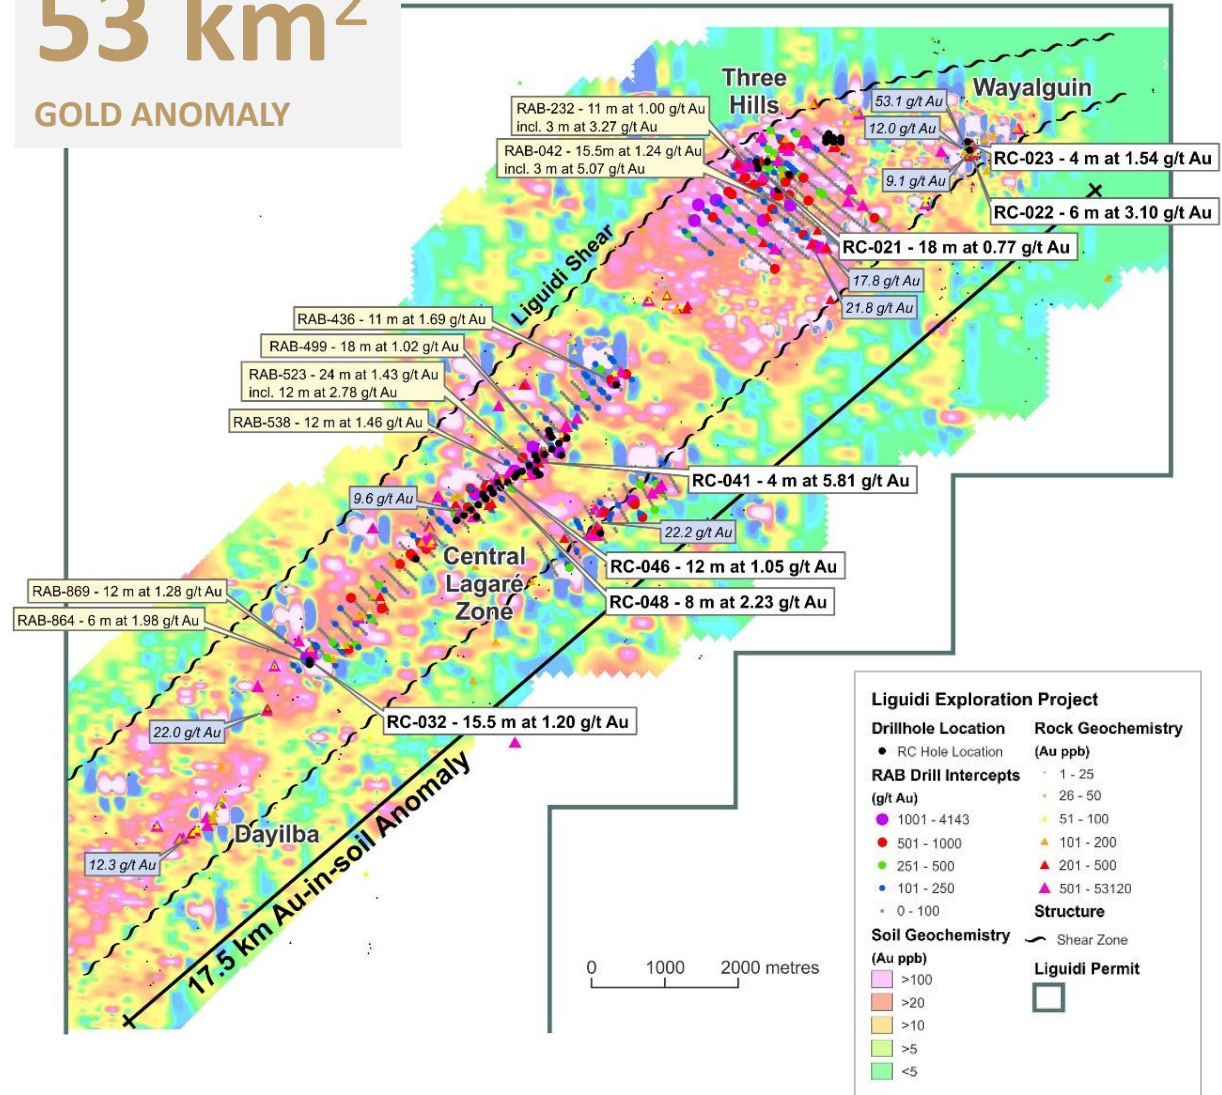 53 km²
GOLD ANOMALY
Three
Hills
Wayalguin
RAB-232 - 11 m at 1.00 g/t Au
incl. 3 m at 3.27 g/t Au
RAB-042 - 15.5m at 1.24 g/t Au
incl. 3 m at 5.07 g/t Au
53.1 g/t Au
12.0 g/t Au
9.1 g/t Au
RC-023 - 4 m at 1.54 g/t Au
RC-022 - 6 m at 3.10 g/t Au
RC-021 - 18 m at 0.77 g/t Au
17.8 g/t Au
21.8 g/t Au
Liguidi Shear
RAB-436 - 11 m at 1.69 g/t Au
RAB-499 - 18 m at 1.02 g/t Au
RAB-523 - 24 m at 1.43 g/t Au
incl. 12 m at 2.78 g/t Au
RAB-538 - 12 m at 1.46 g/t Au
9.6 g/t Au
RC-041 - 4 m at 5.81 g/t Au
22.2 g/t Au
Central
Lagaré
Zone
RC-046 - 12 m at 1.05 g/t Au
RC-048 - 8 m at 2.23 g/t Au
RAB-869 - 12 m at 1.28 g/t Au
RAB-864 - 6 m at 1.98 g/t Au
RC-032 - 15.5 m at 1.20 g/t Au
22.0 g/t Au
Dayilba
12.3 g/t Au
17.5 km Au-in-soil Anomaly
0 1000 2000 metres
Liguidi Exploration Project
Drillhole Location
RC Hole Location
RAB Drill Intercepts
(g/t Au)
1001 - 4143
501 - 1000
251 - 500
101 - 250
0 - 100
Soil Geochemistry
(Au ppb)
>100
>20
>10
>5
<5
Rock Geochemistry
(Au ppb)
1 - 25
26 - 50
51 - 100
101 - 200
201 - 500
501 - 53120
Structure
Shear Zone
Liguidi Permit